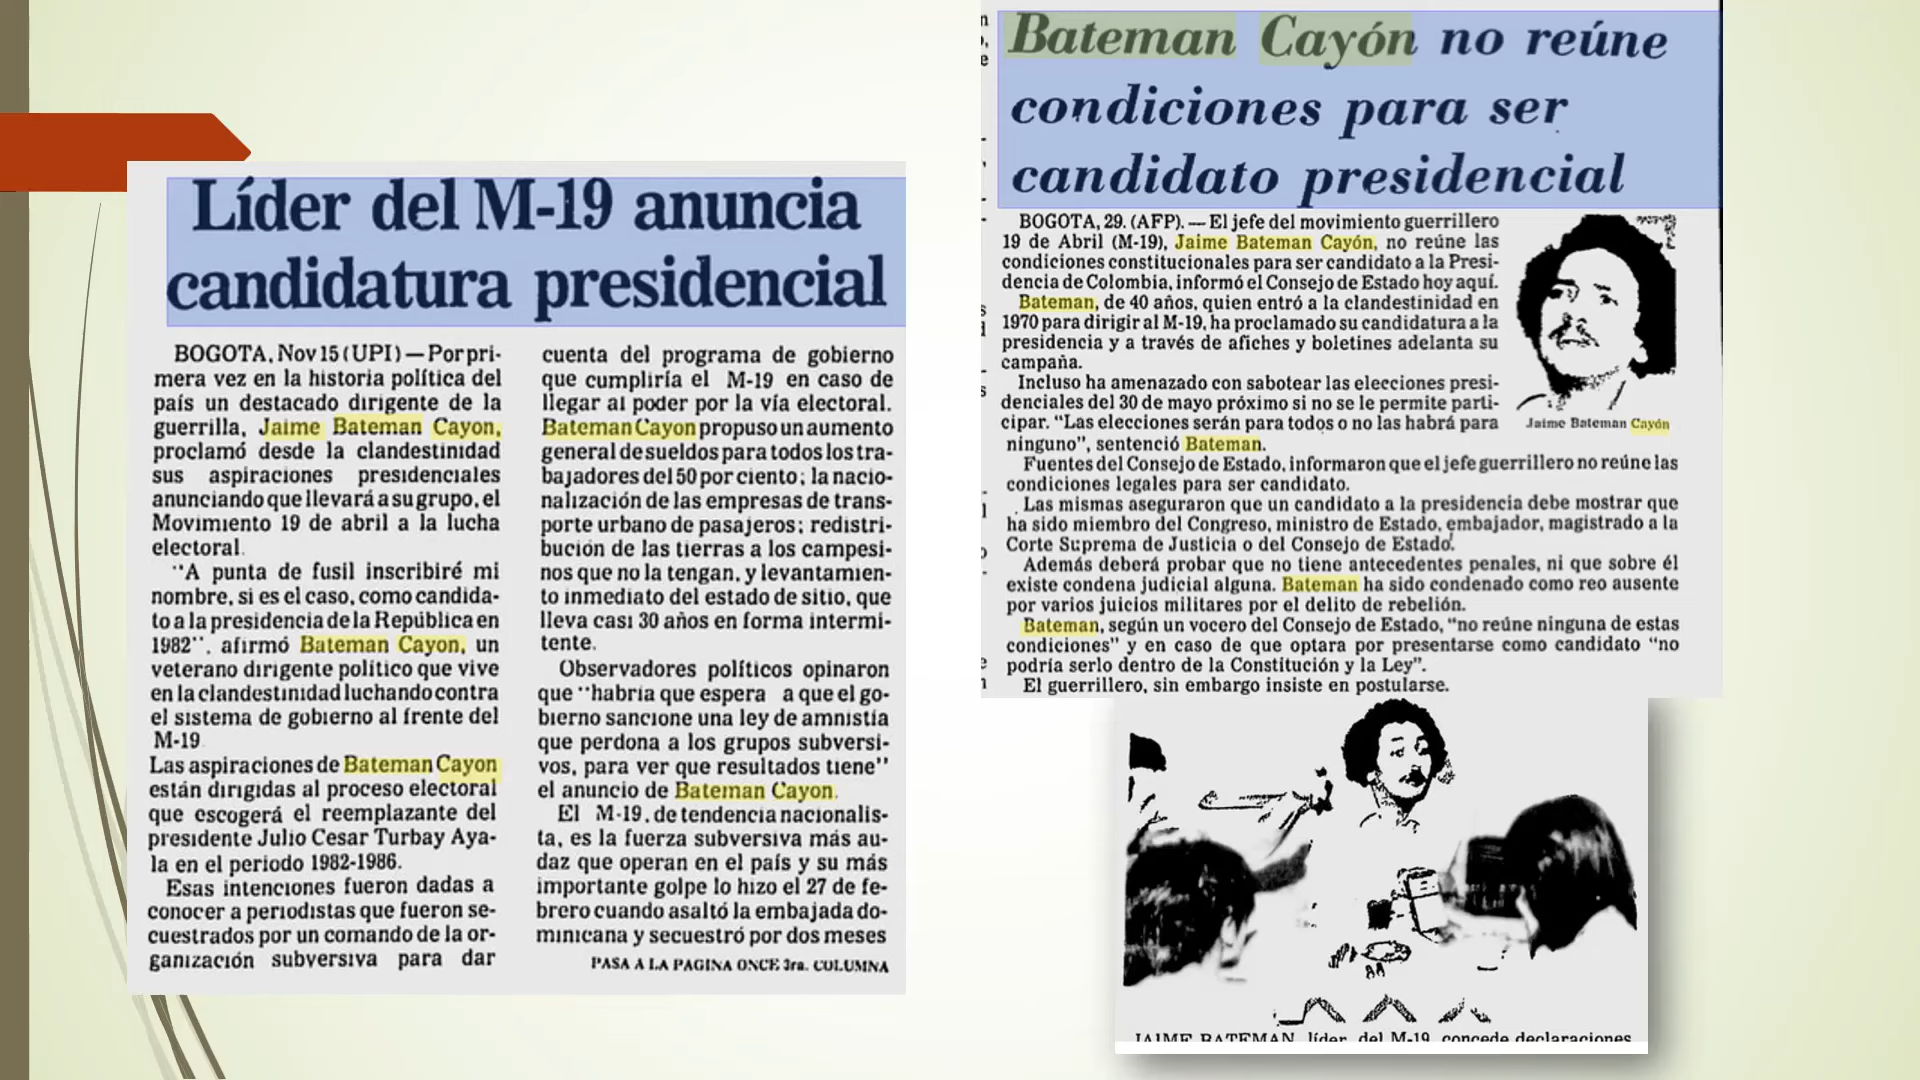 Líder del M-19 anuncia
candidatura presidencial
BOGOTA, Nov 15 (UPI) — Por pri-
mera vez en la historia política del
país un destacado dirigente de la
guerrilla, Jaime Bateman Cayon,
proclamó desde la clandestinidad
sus aspiraciones presidenciales
anunciando que llevará a su grupo, el
Movimiento 19 de abril a la lucha
electoral.
"A punta de fusil inscribiré mi
nombre, si es el caso, como candida-
to a la presidencia de la República en
1982". afirmó Bateman Cayon, un
veterano dirigente político que vive
en la clandestinidad luchando contra
el sistema de gobierno al frente del
M-19
Las aspiraciones de Bateman Cayon
están dirigidas al proceso electoral
que escogerá el reemplazante del
presidente Julio Cesar Turbay Aya-
la en el periodo 1982-1986.
Esas intenciones fueron dadas a
conocer a periodistas que fueron se-
cuestrados por un comando de la or-
ganización subversiva para dar
cuenta del programa de gobierno
que cumpliría el M-19 en caso de
llegar al poder por la vía electoral.
Bateman Cayon propuso un aumento
general de sueldos para todos los tra-
bajadores del 50 por ciento; la nacio-
nalización de las empresas de trans-
porte urbano de pasajeros; redistri-
bución de las tierras a los campesi-
nos que no la tengan, y levantamien-
to inmediato del estado de sitio, que
lleva casi 30 años en forma intermi-
tente.
Observadores políticos opinaron
que "habría que espera a que el go-
bierno sancione una ley de amnistía
que perdona a los grupos subversi-
vos, para ver que resultados tiene"
el anuncio de Bateman Cayon.
El M-19, de tendencia nacionalis-
ta, es la fuerza subversiva más au-
daz que operan en el país y su más
importante golpe lo hizo el 27 de fe-
brero cuando asaltó la embajada do-
minicana y secuestró por dos meses
PASA A LA PAGINA ONCE 3ra. COLUMNA
Bateman Cayón no reúne
condiciones para ser
candidato presidencial
BOGOTA, 29. (AFP). — El jefe del movimiento guerrillero
19 de Abril (M-19), Jaime Bateman Cayón, no reúne las
condiciones constitucionales para ser candidato a la Presi-
dencia de Colombia, informó el Consejo de Estado hoy aquí.
Bateman, de 40 años, quien entró a la clandestinidad en
1970 para dirigir al M-19, ha proclamado su candidatura a la
presidencia y a través de afiches y boletines adelanta su
campaña.
Incluso ha amenazado con sabotear las elecciones presi-
denciales del 30 de mayo próximo si no se le permite parti-
cipar. "Las elecciones serán para todos o no las habrá para
ninguno", sentenció Bateman.
Jaime Bateman Cayón
Fuentes del Consejo de Estado, informaron que el jefe guerrillero no reúne las
condiciones legales para ser candidato.
Las mismas aseguraron que un candidato a la presidencia debe mostrar que
ha sido miembro del Congreso, ministro de Estado, embajador, magistrado a la
Corte Suprema de Justicia o del Consejo de Estado.
Además deberá probar que no tiene antecedentes penales, ni que sobre él
existe condena judicial alguna. Bateman ha sido condenado como reo ausente
por varios juicios militares por el delito de rebelión.
Bateman, según un vocero del Consejo de Estado, "no reúne ninguna de estas
condiciones" y en caso de que optara por presentarse como candidato "no
podría serlo dentro de la Constitución y la Ley".
El guerrillero, sin embargo insiste en postularse.
JAIME BATEMAN, líder del M-19, concede declaraciones